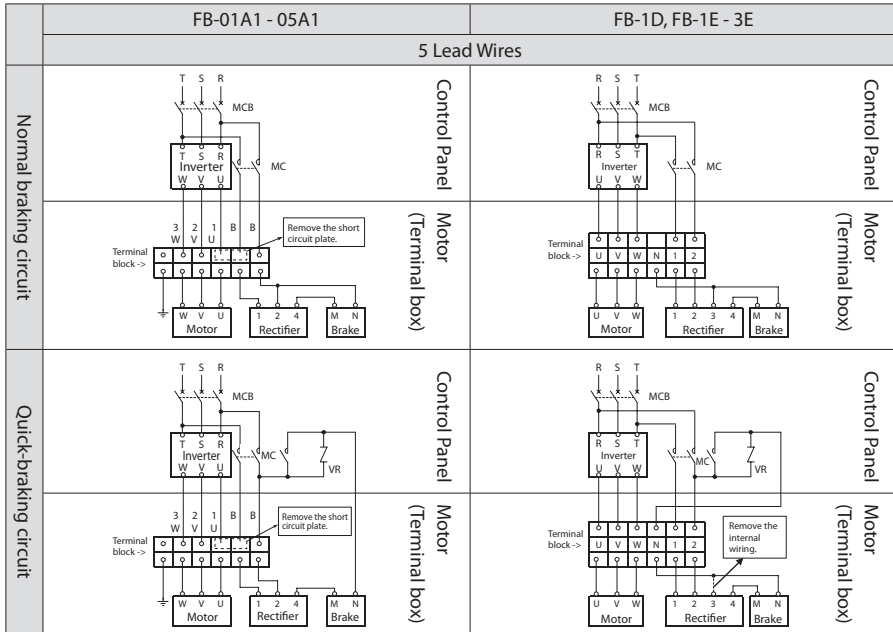 FB-01A1 - 05A1
FB-1D, FB-1E - 3E
5 Lead Wires
Normal braking circuit
T S R
MCB
T S R
Inverter
W V U
MC
Control Panel
3 2 1 B B
W V U
Remove the short
circuit plate.
Terminal
block ->
W V U
Motor
1 2 4
Rectifier
M N
Brake
Motor
(Terminal box)
R S T
MCB
R S T
Inverter
U V W
MC
Control Panel
Terminal
block ->
U V W N 1 2
U V W
Motor
1 2 3 4
Rectifier
M N
Brake
Motor
(Terminal box)
Quick-braking circuit
T S R
MCB
T S R
Inverter
W V U
MC
VR
Control Panel
3 2 1 B B
W V U
Remove the short
circuit plate.
Terminal
block ->
W V U
Motor
1 2 4
Rectifier
M N
Brake
Motor
(Terminal box)
R S T
MCB
R S T
Inverter
U V W
MC
VR
Control Panel
Terminal
block ->
U V W N 1 2
Remove the
internal
wiring.
U V W
Motor
1 2 3 4
Rectifier
M N
Brake
Motor
(Terminal box)